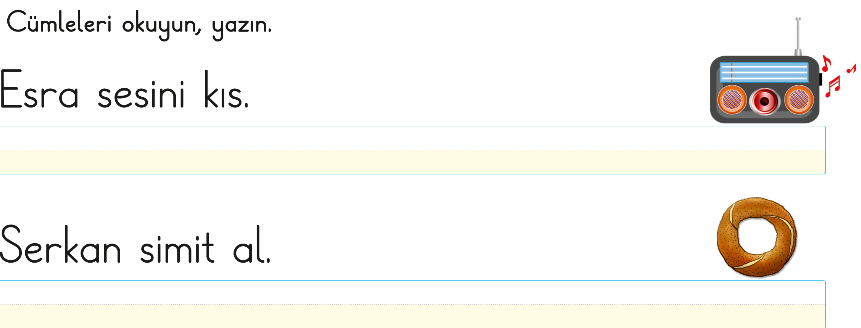 Cümleleri okuyun, yazın.
Esra sesini kıs.
Serkan simit al.